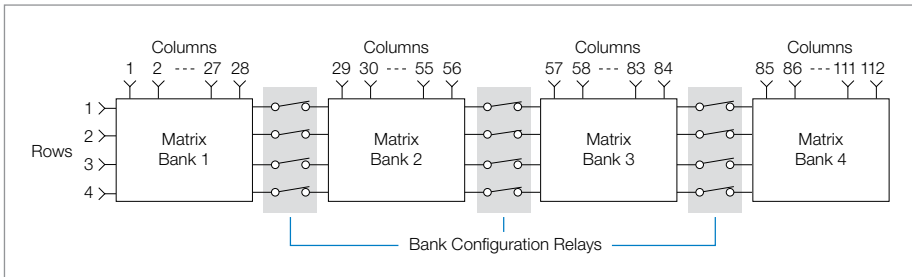 Columns Columns Columns Columns
1 2 --- 27 28 29 30 --- 55 56 57 58 --- 83 84 85 86 --- 111 112
1
2
Rows
3
4
Matrix
Bank 1
Matrix
Bank 2
Matrix
Bank 3
Matrix
Bank 4
Bank Configuration Relays